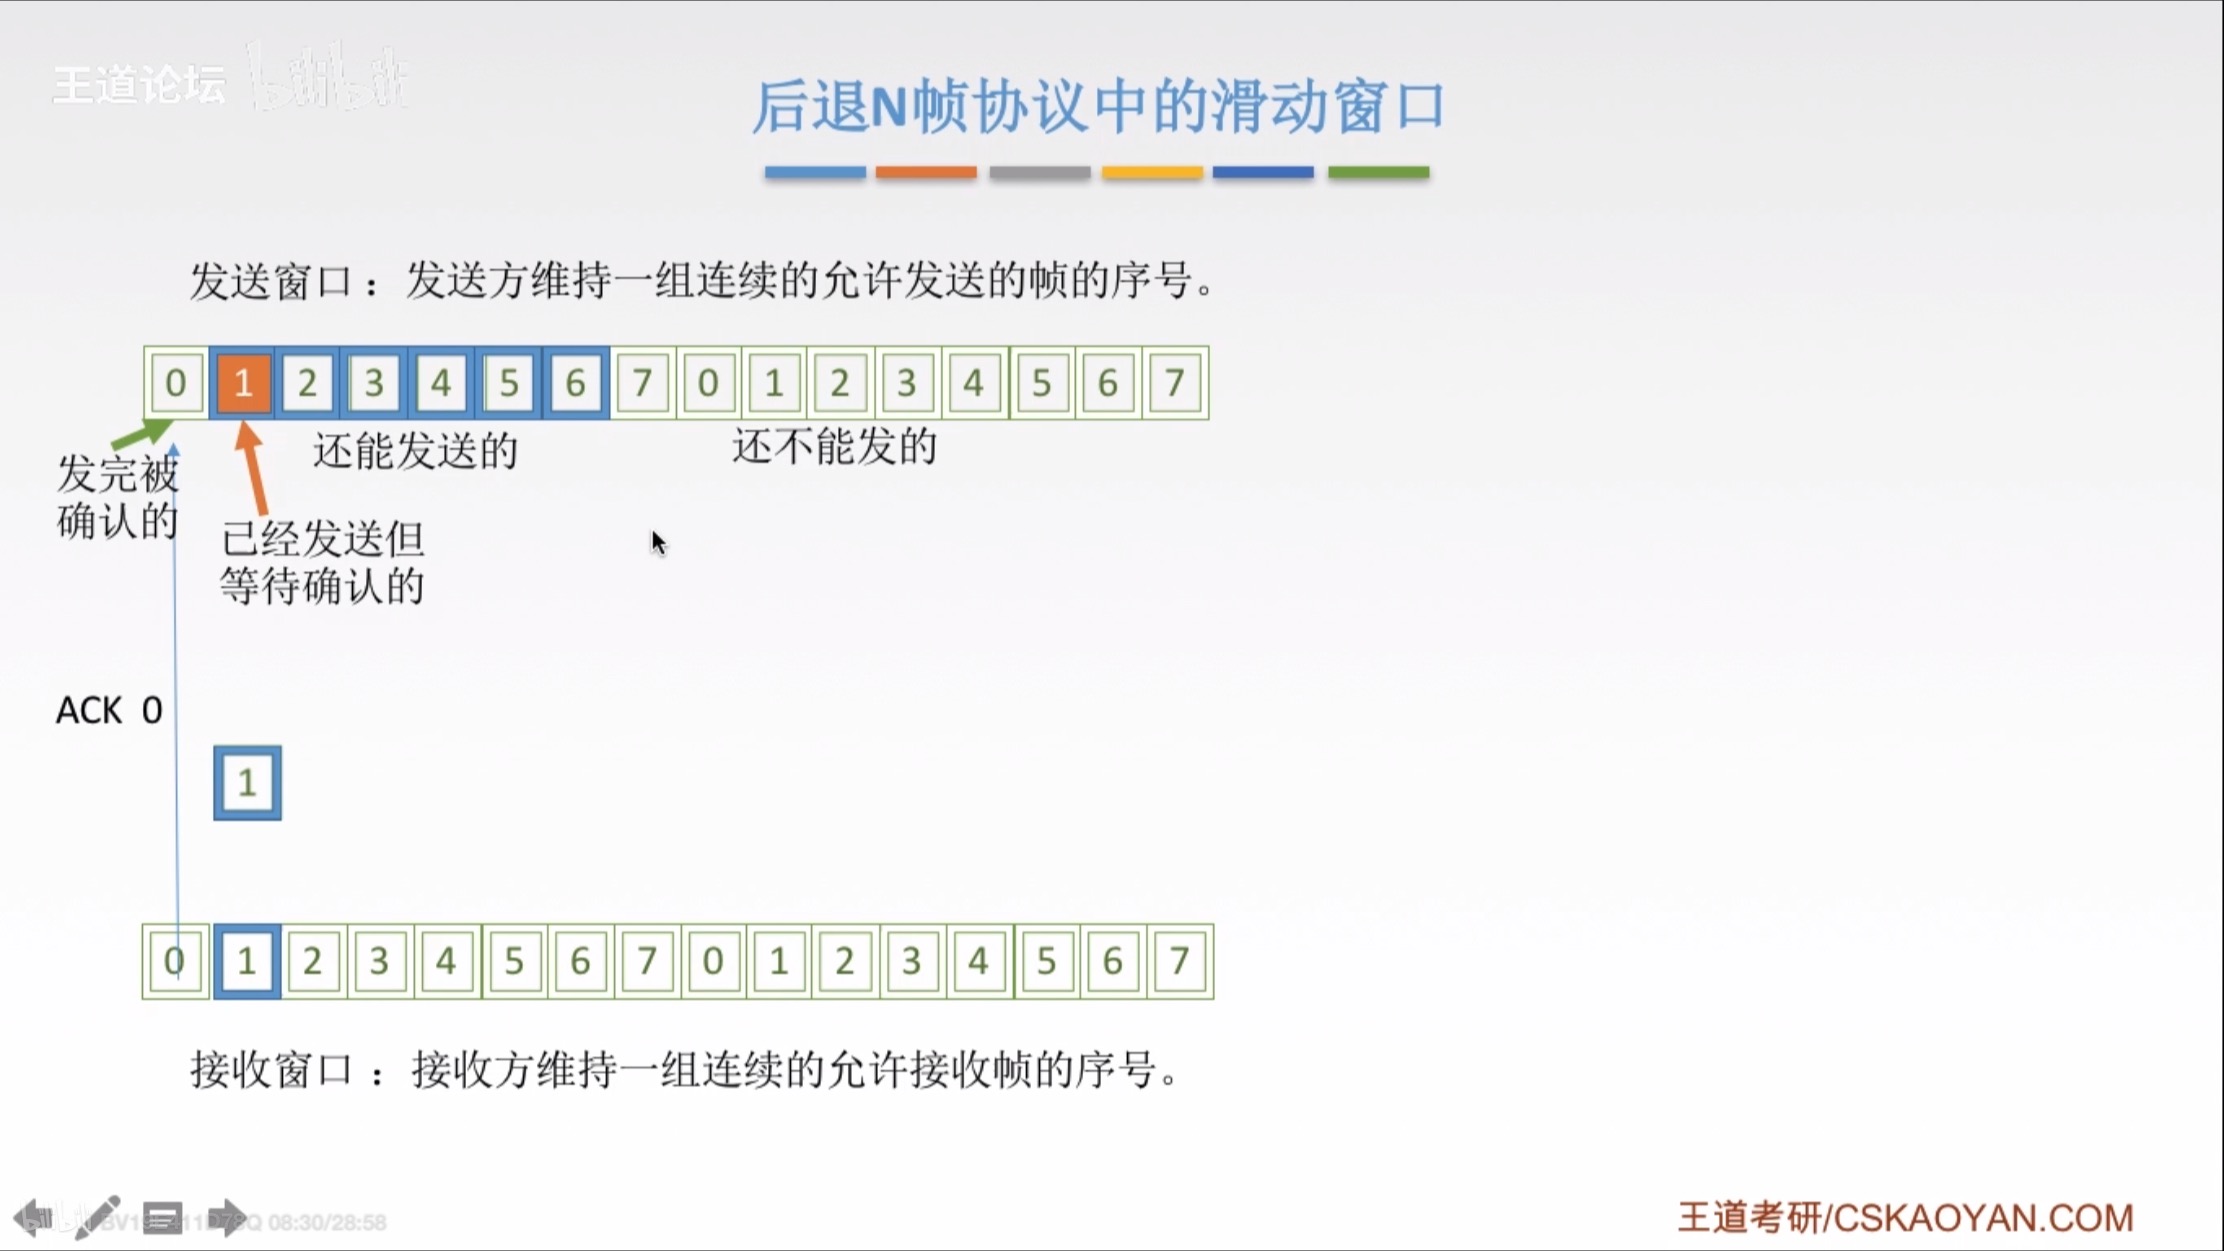 王道论坛 bilibili
后退N帧协议中的滑动窗口
发送窗口：发送方维持一组连续的允许发送的帧的序号。
0 1 2 3 4 5 6 7 0 1 2 3 4 5 6 7
还能发送的
还不能发的
发完被
确认的
已经发送但
等待确认的
ACK 0
1
0 1 2 3 4 5 6 7 0 1 2 3 4 5 6 7
接收窗口：接收方维持一组连续的允许接收帧的序号。
08:30/28:58
王道考研/CSKAOYAN.COM